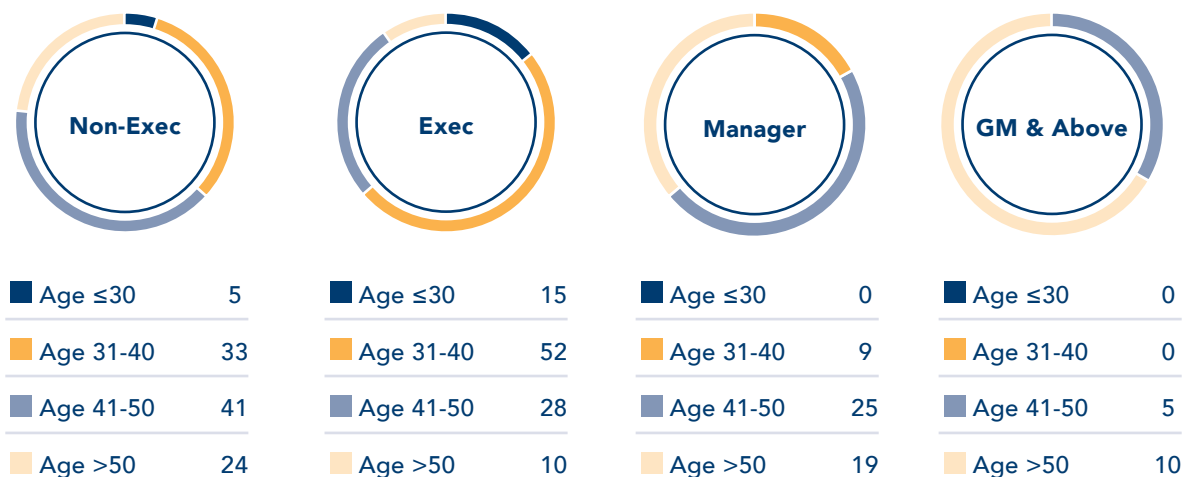 Non-Exec
Exec
Manager
GM & Above
Age ≤30 5
Age 31-40 33
Age 41-50 41
Age >50 24
Age ≤30 15
Age 31-40 52
Age 41-50 28
Age >50 10
Age ≤30 0
Age 31-40 9
Age 41-50 25
Age >50 19
Age ≤30 0
Age 31-40 0
Age 41-50 5
Age >50 10